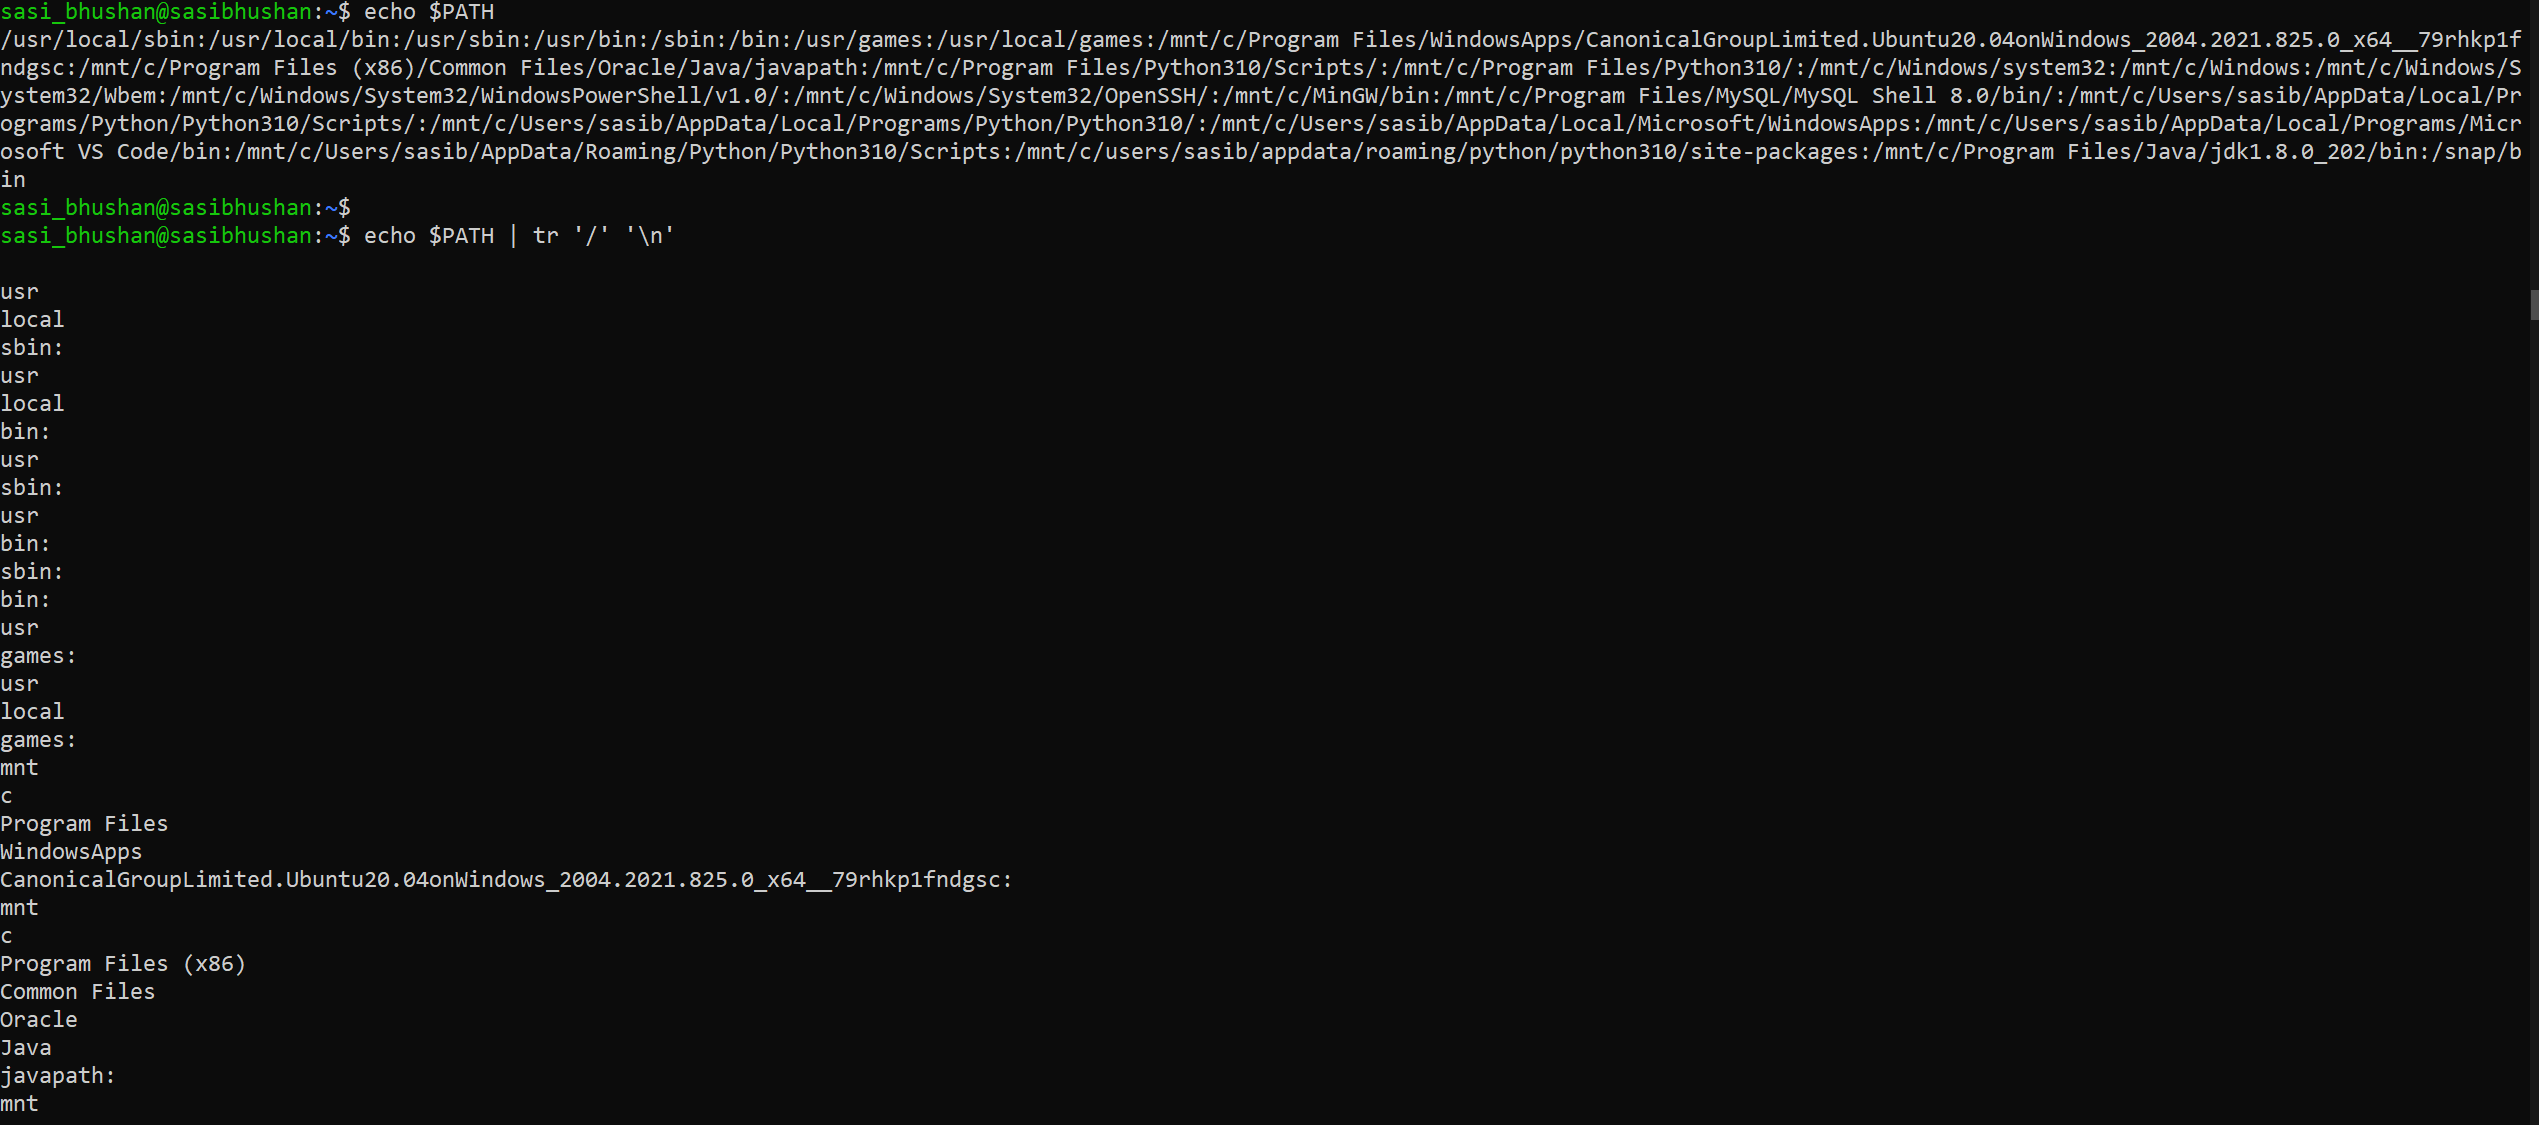 sasi_bhushan@sasibhushan:~$ echo $PATH
/usr/local/sbin:/usr/local/bin:/usr/sbin:/usr/bin:/sbin:/bin:/usr/games:/usr/local/games:/mnt/c/Program Files/WindowsApps/CanonicalGroupLimited.Ubuntu20.04onWindows_2004.2021.825.0_x64__79rhkp1f
ndgsc:/mnt/c/Program Files (x86)/Common Files/Oracle/Java/javapath:/mnt/c/Program Files/Python310/Scripts/:/mnt/c/Program Files/Python310/:/mnt/c/Windows/system32:/mnt/c/Windows:/mnt/c/Windows/S
ystem32/Wbem:/mnt/c/Windows/System32/WindowsPowerShell/v1.0/:/mnt/c/Windows/System32/OpenSSH/:/mnt/c/MinGW/bin:/mnt/c/Program Files/MySQL/MySQL Shell 8.0/bin/:/mnt/c/Users/sasib/AppData/Local/Pr
ograms/Python/Python310/Scripts/:/mnt/c/Users/sasib/AppData/Local/Programs/Python/Python310/:/mnt/c/Users/sasib/AppData/Local/Microsoft/WindowsApps:/mnt/c/Users/sasib/AppData/Local/Programs/Micr
osoft VS Code/bin:/mnt/c/Users/sasib/AppData/Roaming/Python/Python310/Scripts:/mnt/c/users/sasib/appdata/roaming/python/python310/site-packages:/mnt/c/Program Files/Java/jdk1.8.0_202/bin:/snap/b
in
sasi_bhushan@sasibhushan:~$
sasi_bhushan@sasibhushan:~$ echo $PATH | tr '/' '\n'
usr
local
sbin:
usr
local
bin:
usr
sbin:
usr
bin:
sbin:
bin:
usr
games:
usr
local
games:
mnt
c
Program Files
WindowsApps
CanonicalGroupLimited.Ubuntu20.04onWindows_2004.2021.825.0_x64__79rhkp1fndgsc:
mnt
c
Program Files (x86)
Common Files
Oracle
Java
javapath:
mnt